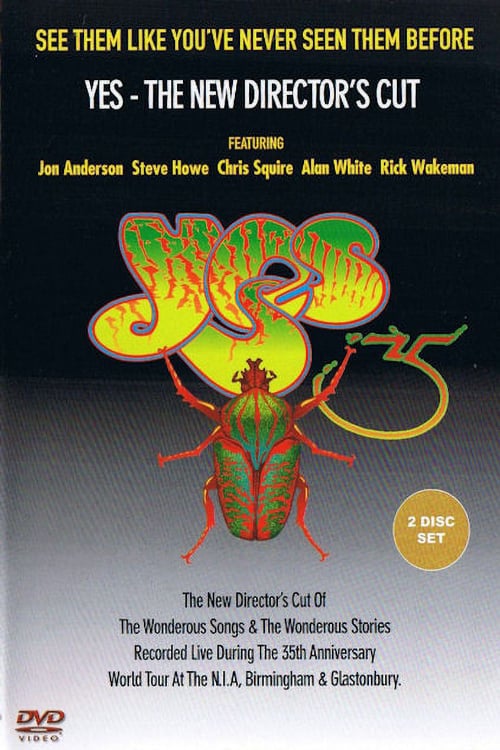 SEE THEM LIKE YOU'VE NEVER SEEN THEM BEFORE
YES - THE NEW DIRECTOR'S CUT
FEATURING
Jon Anderson Steve Howe Chris Squire Alan White Rick Wakeman
Yes
35
2 DISC
SET
The New Director's Cut Of
The Wonderous Songs & The Wonderous Stories
Recorded Live During The 35th Anniversary
World Tour At The N.I.A, Birmingham & Glastonbury.
DVD
VIDEO